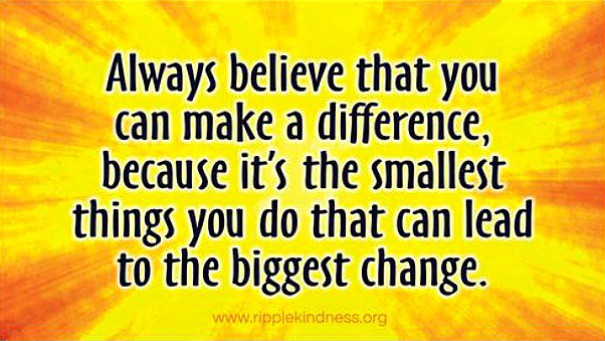 Always believe that you
can make a difference,
because it's the smallest
things you do that can lead
to the biggest change.
www.ripplekindness.org